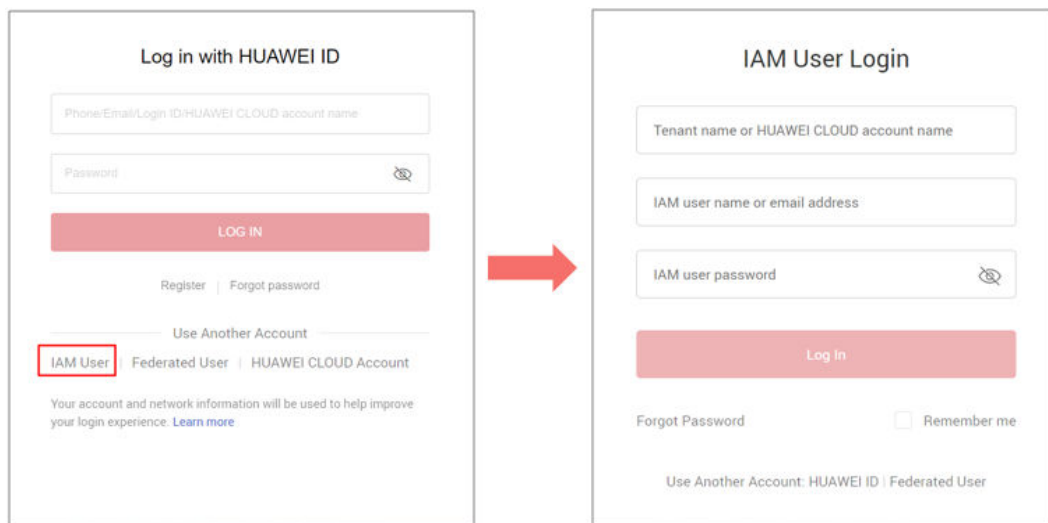 Log in with HUAWEI ID
Phone/Email/Login ID/HUAWEI CLOUD account name
Password
LOG IN
Register | Forgot password
Use Another Account
IAM User | Federated User | HUAWEI CLOUD Account
Your account and network information will be used to help improve
your login experience. Learn more
IAM User Login
Tenant name or HUAWEI CLOUD account name
IAM user name or email address
IAM user password
Log In
Forgot Password
Remember me
Use Another Account: HUAWEI ID | Federated User